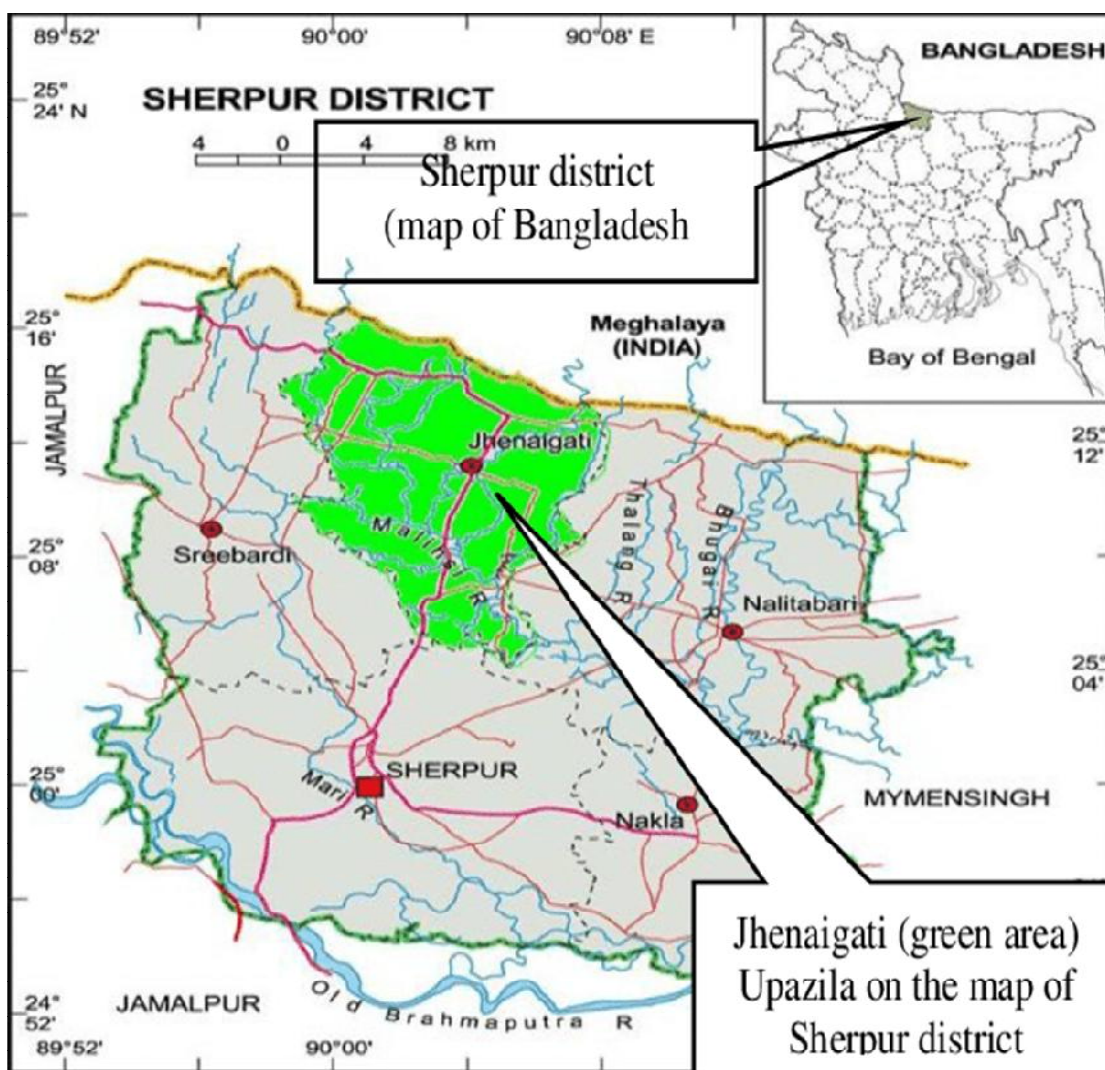 89°52' 90°00' 90°08' E
BANGLADESH
25°
24' N
SHERPUR DISTRICT
4 0 4 8 km
Sherpur district
(map of Bangladesh
Bay of Bengal
25°
16'
Meghalaya
(INDIA)
JAMALPUR
Jhenaigati
25°
12'
Thalang R
Bhugai R
Sreebardi
25°
08'
R
Nalitabari
25°
04'
SHERPUR
25°
00'
Mari R
Nakla
MYMENSINGH
Jhenaigati (green area)
Upazila on the map of
Sherpur district
24°
52'
JAMALPUR
Old Brahmaputra R
89°52' 90°00'